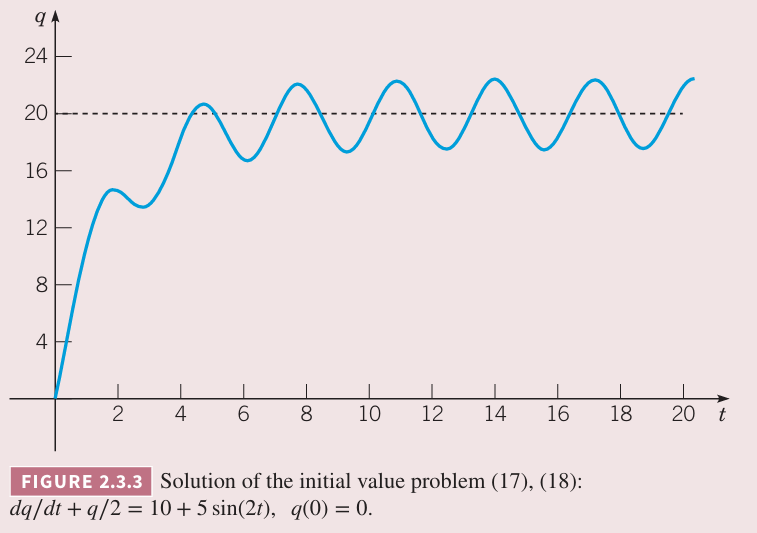 q
24
20
16
12
8
4
2 4 6 8 10 12 14 16 18 20 t
FIGURE 2.3.3 Solution of the initial value problem (17), (18):
dq/dt + q/2 = 10 + 5 sin(2t), q(0) = 0.